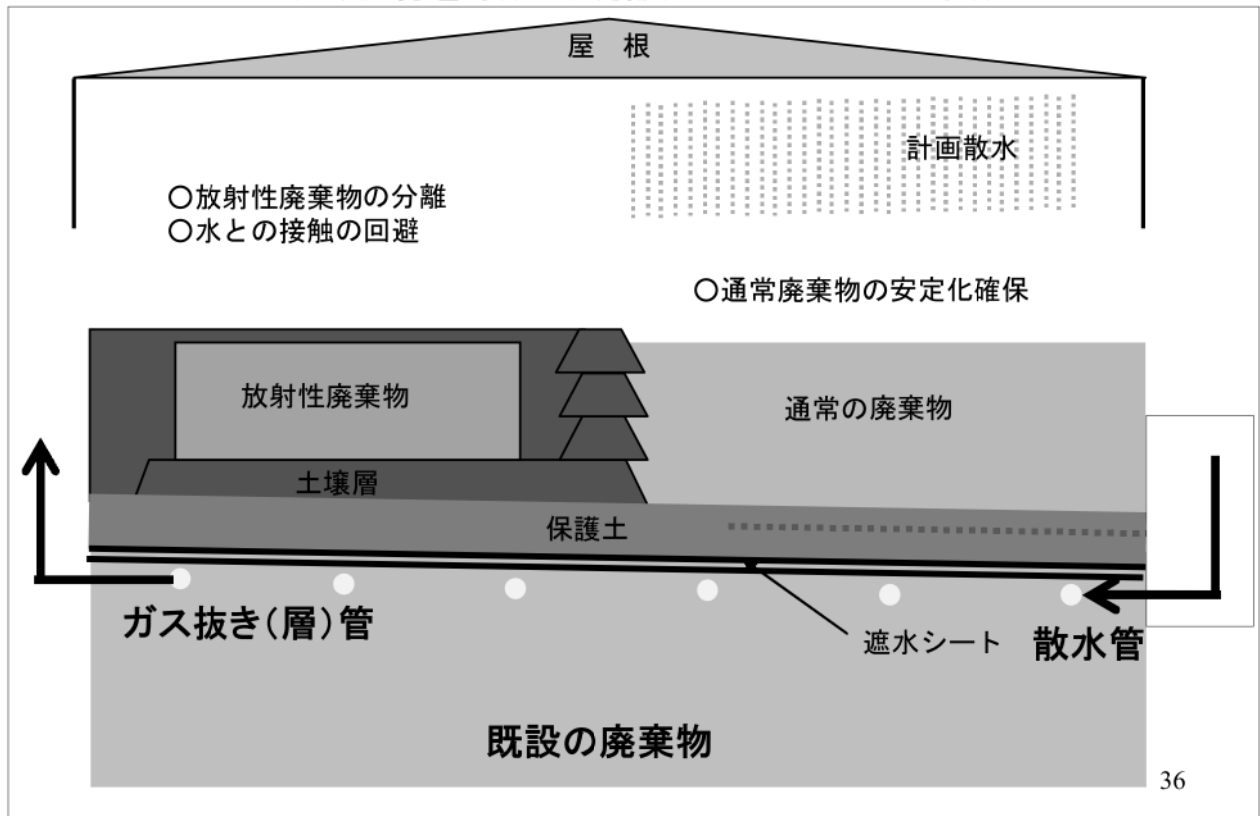 屋 根
計画散水
○放射性廃棄物の分離
○水との接触の回避
○通常廃棄物の安定化確保
放射性廃棄物
通常の廃棄物
土壌層
保護土
ガス抜き(層)管
遮水シート
散水管
既設の廃棄物
36